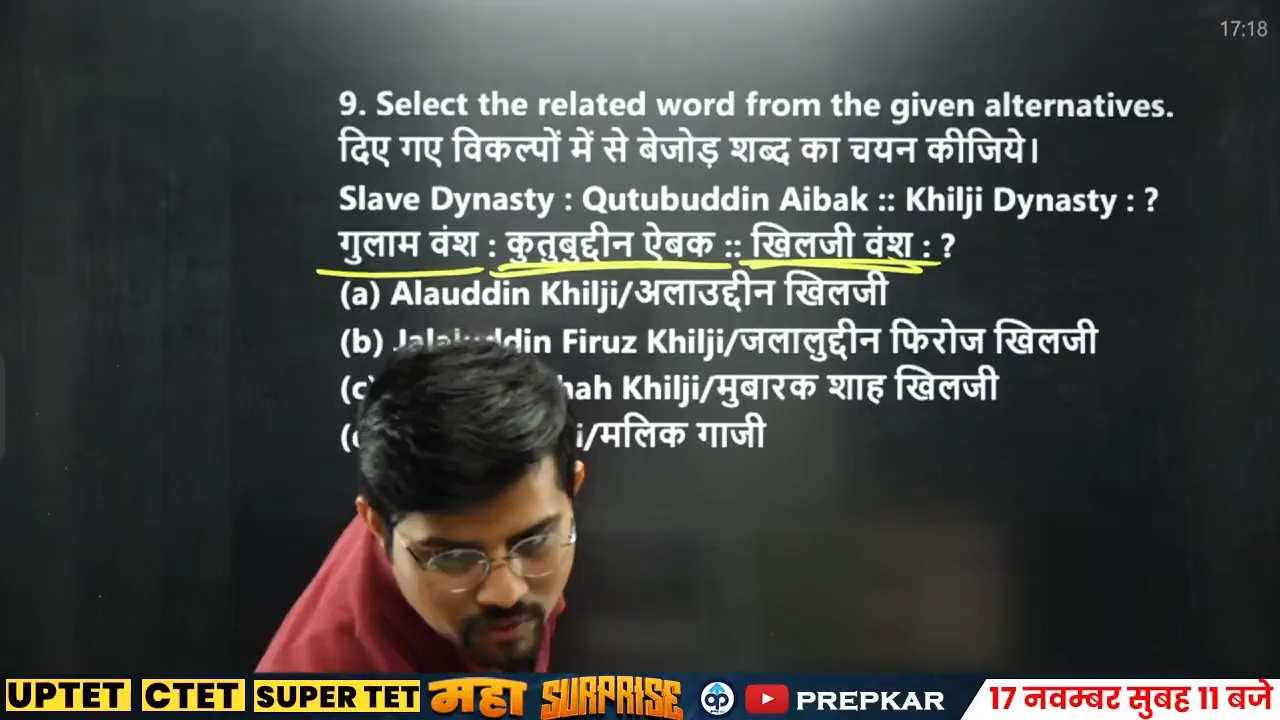 17:18
9. Select the related word from the given alternatives.
दिए गए विकल्पों में से बेजोड़ शब्द का चयन कीजिये।
Slave Dynasty : Qutubuddin Aibak :: Khilji Dynasty : ?
गुलाम वंश : कुतुबुद्दीन ऐबक :: खिलजी वंश : ?
(a) Alauddin Khilji/अलाउद्दीन खिलजी
(b) Firuz Khilji/जलालुद्दीन फिरोज खिलजी
Khilji/मुबारक शाह खिलजी
/मलिक गाजी
UPTET CTET SUPER TET महा SURPRISE PREPKAR 17 नवम्बर सुबह 11 बजे